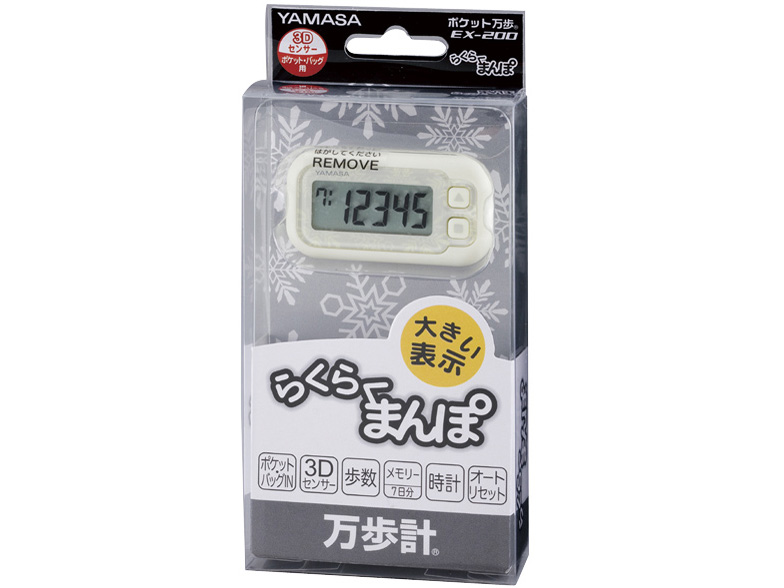 YAMASA
3D
センサー
ポケット・バッグ
用
ポケット万歩®
EX-200
らくらく
まんぽ
はがしてください
REMOVE
YAMASA
7: 12345
大きい
表示
らくらく
まんぽ
ポケット
・バッグIN
3D
センサー
歩数
メモリー
7日分
時計
オート
リセット
万歩計®